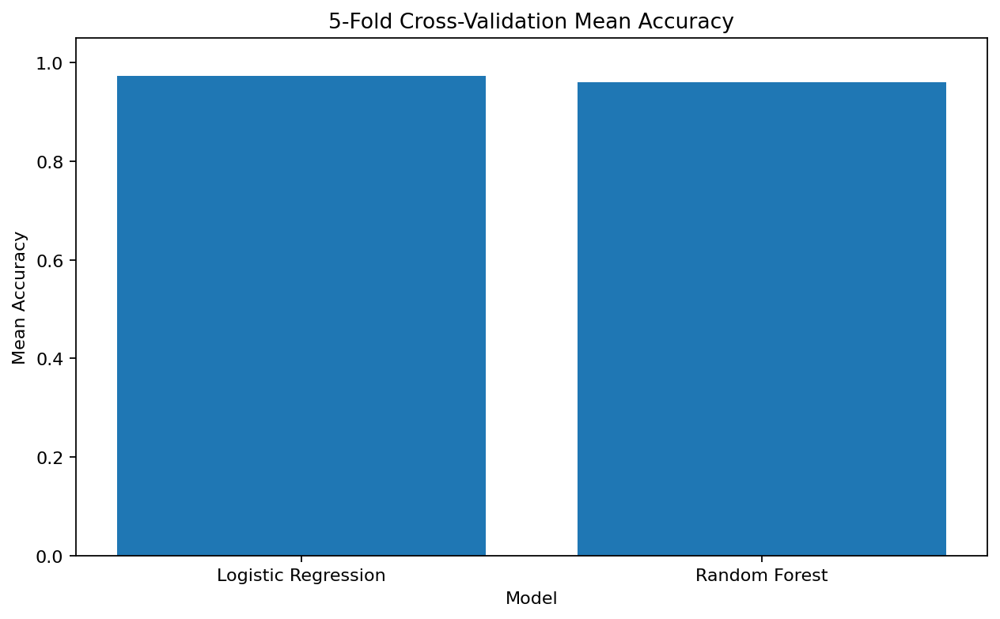 5-Fold Cross-Validation Mean Accuracy
1.0
0.8
0.6
0.4
0.2
0.0
Mean Accuracy
Logistic Regression
Random Forest
Model